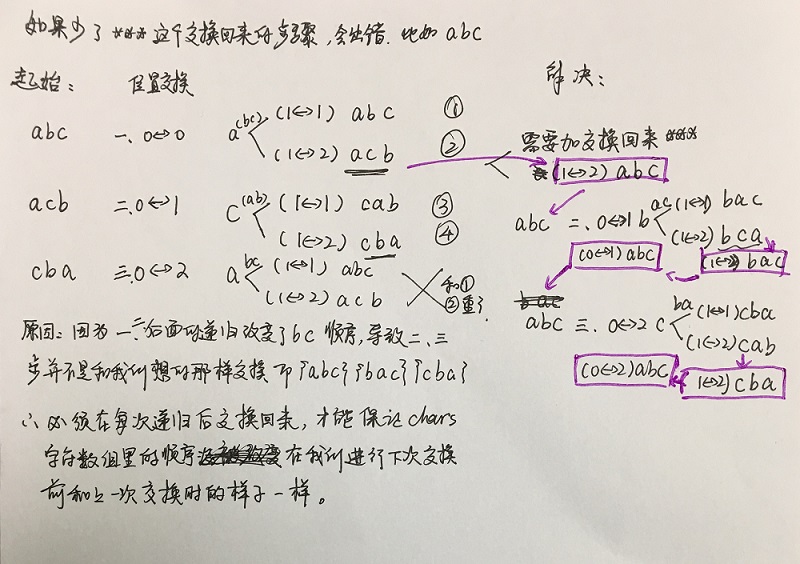 如果少了 *** 这个交换回来的步骤,会出错.比如 abc
起始: 位置交换
abc 一、0↔0 a(bc) (1↔1) abc ①
(1↔2) acb ②
acb 二、0↔1 c(ab) (1↔1) cab ③
(1↔2) cba ④
cba 三、0↔2 a bc (1↔1) abc
(1↔2) acb 和① ②重了
原因:因为一、二后面的递归改变了bc顺序,导致二、三
步并不是和我们想的那样交换 即{abc}{bac}{cba}
∴必须在每次递归后交换回来,才能保证chars
字符数组里的顺序在我们进行下次交换
前和上一次交换时的样子一样。
解决:
需要加交换回来 ***
(1↔2) abc
abc 二、0↔1 b ac (1↔1) bac
(1↔2) bca
(0↔1) abc (1↔2) bac
abc 三、0↔2 c ba (1↔1) cba
(1↔2) cab
(0↔2) abc (1↔2) cba